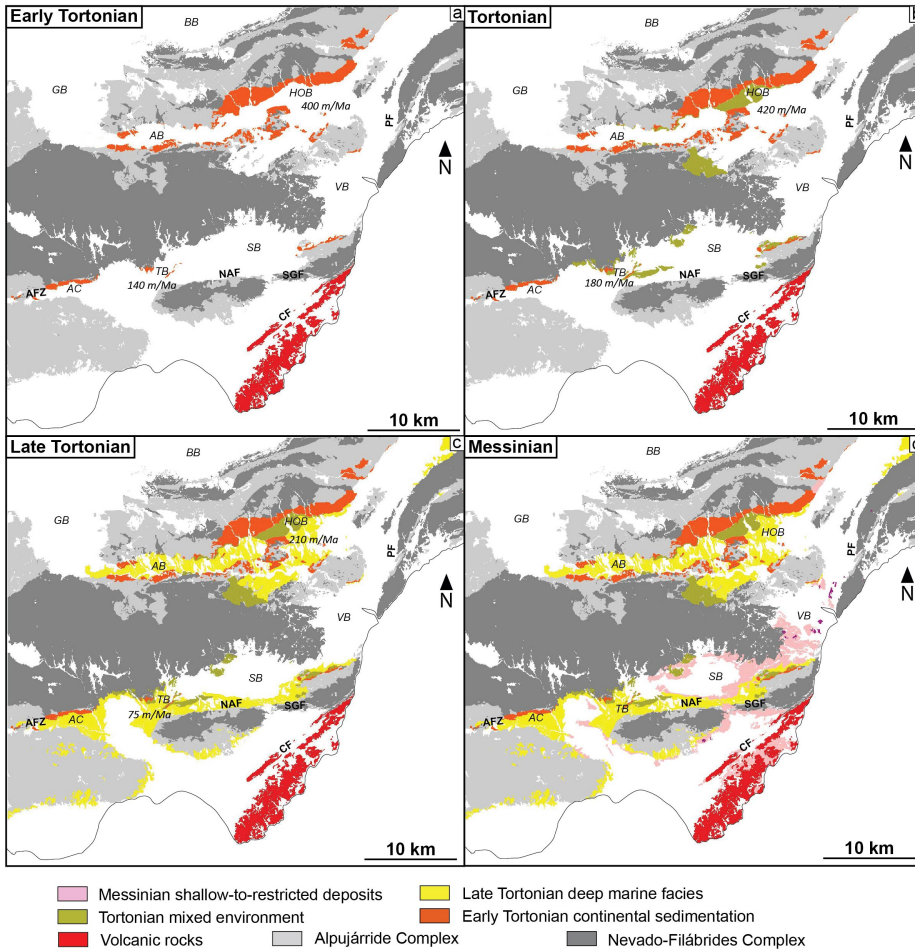 Early Tortonian
a
BB
GB
HOB
400 m/Ma
PF
AB
N
VB
SB
TB
140 m/Ma
NAF
SGF
AFZ
AC
CF
10 km
Tortonian
BB
GB
HOB
420 m/Ma
PF
AB
N
VB
SB
TB
180 m/Ma
NAF
SGF
AFZ
AC
CF
10 km
Late Tortonian
c
BB
GB
HOB
210 m/Ma
PF
AB
N
VB
SB
TB
75 m/Ma
NAF
SGF
AFZ
AC
CF
10 km
Messinian
BB
GB
HOB
PF
AB
N
VB
SB
TB
NAF
SGF
AFZ
AC
CF
10 km
Messinian shallow-to-restricted deposits
Late Tortonian deep marine facies
Tortonian mixed environment
Early Tortonian continental sedimentation
Volcanic rocks
Alpujárride Complex
Nevado-Filábrides Complex